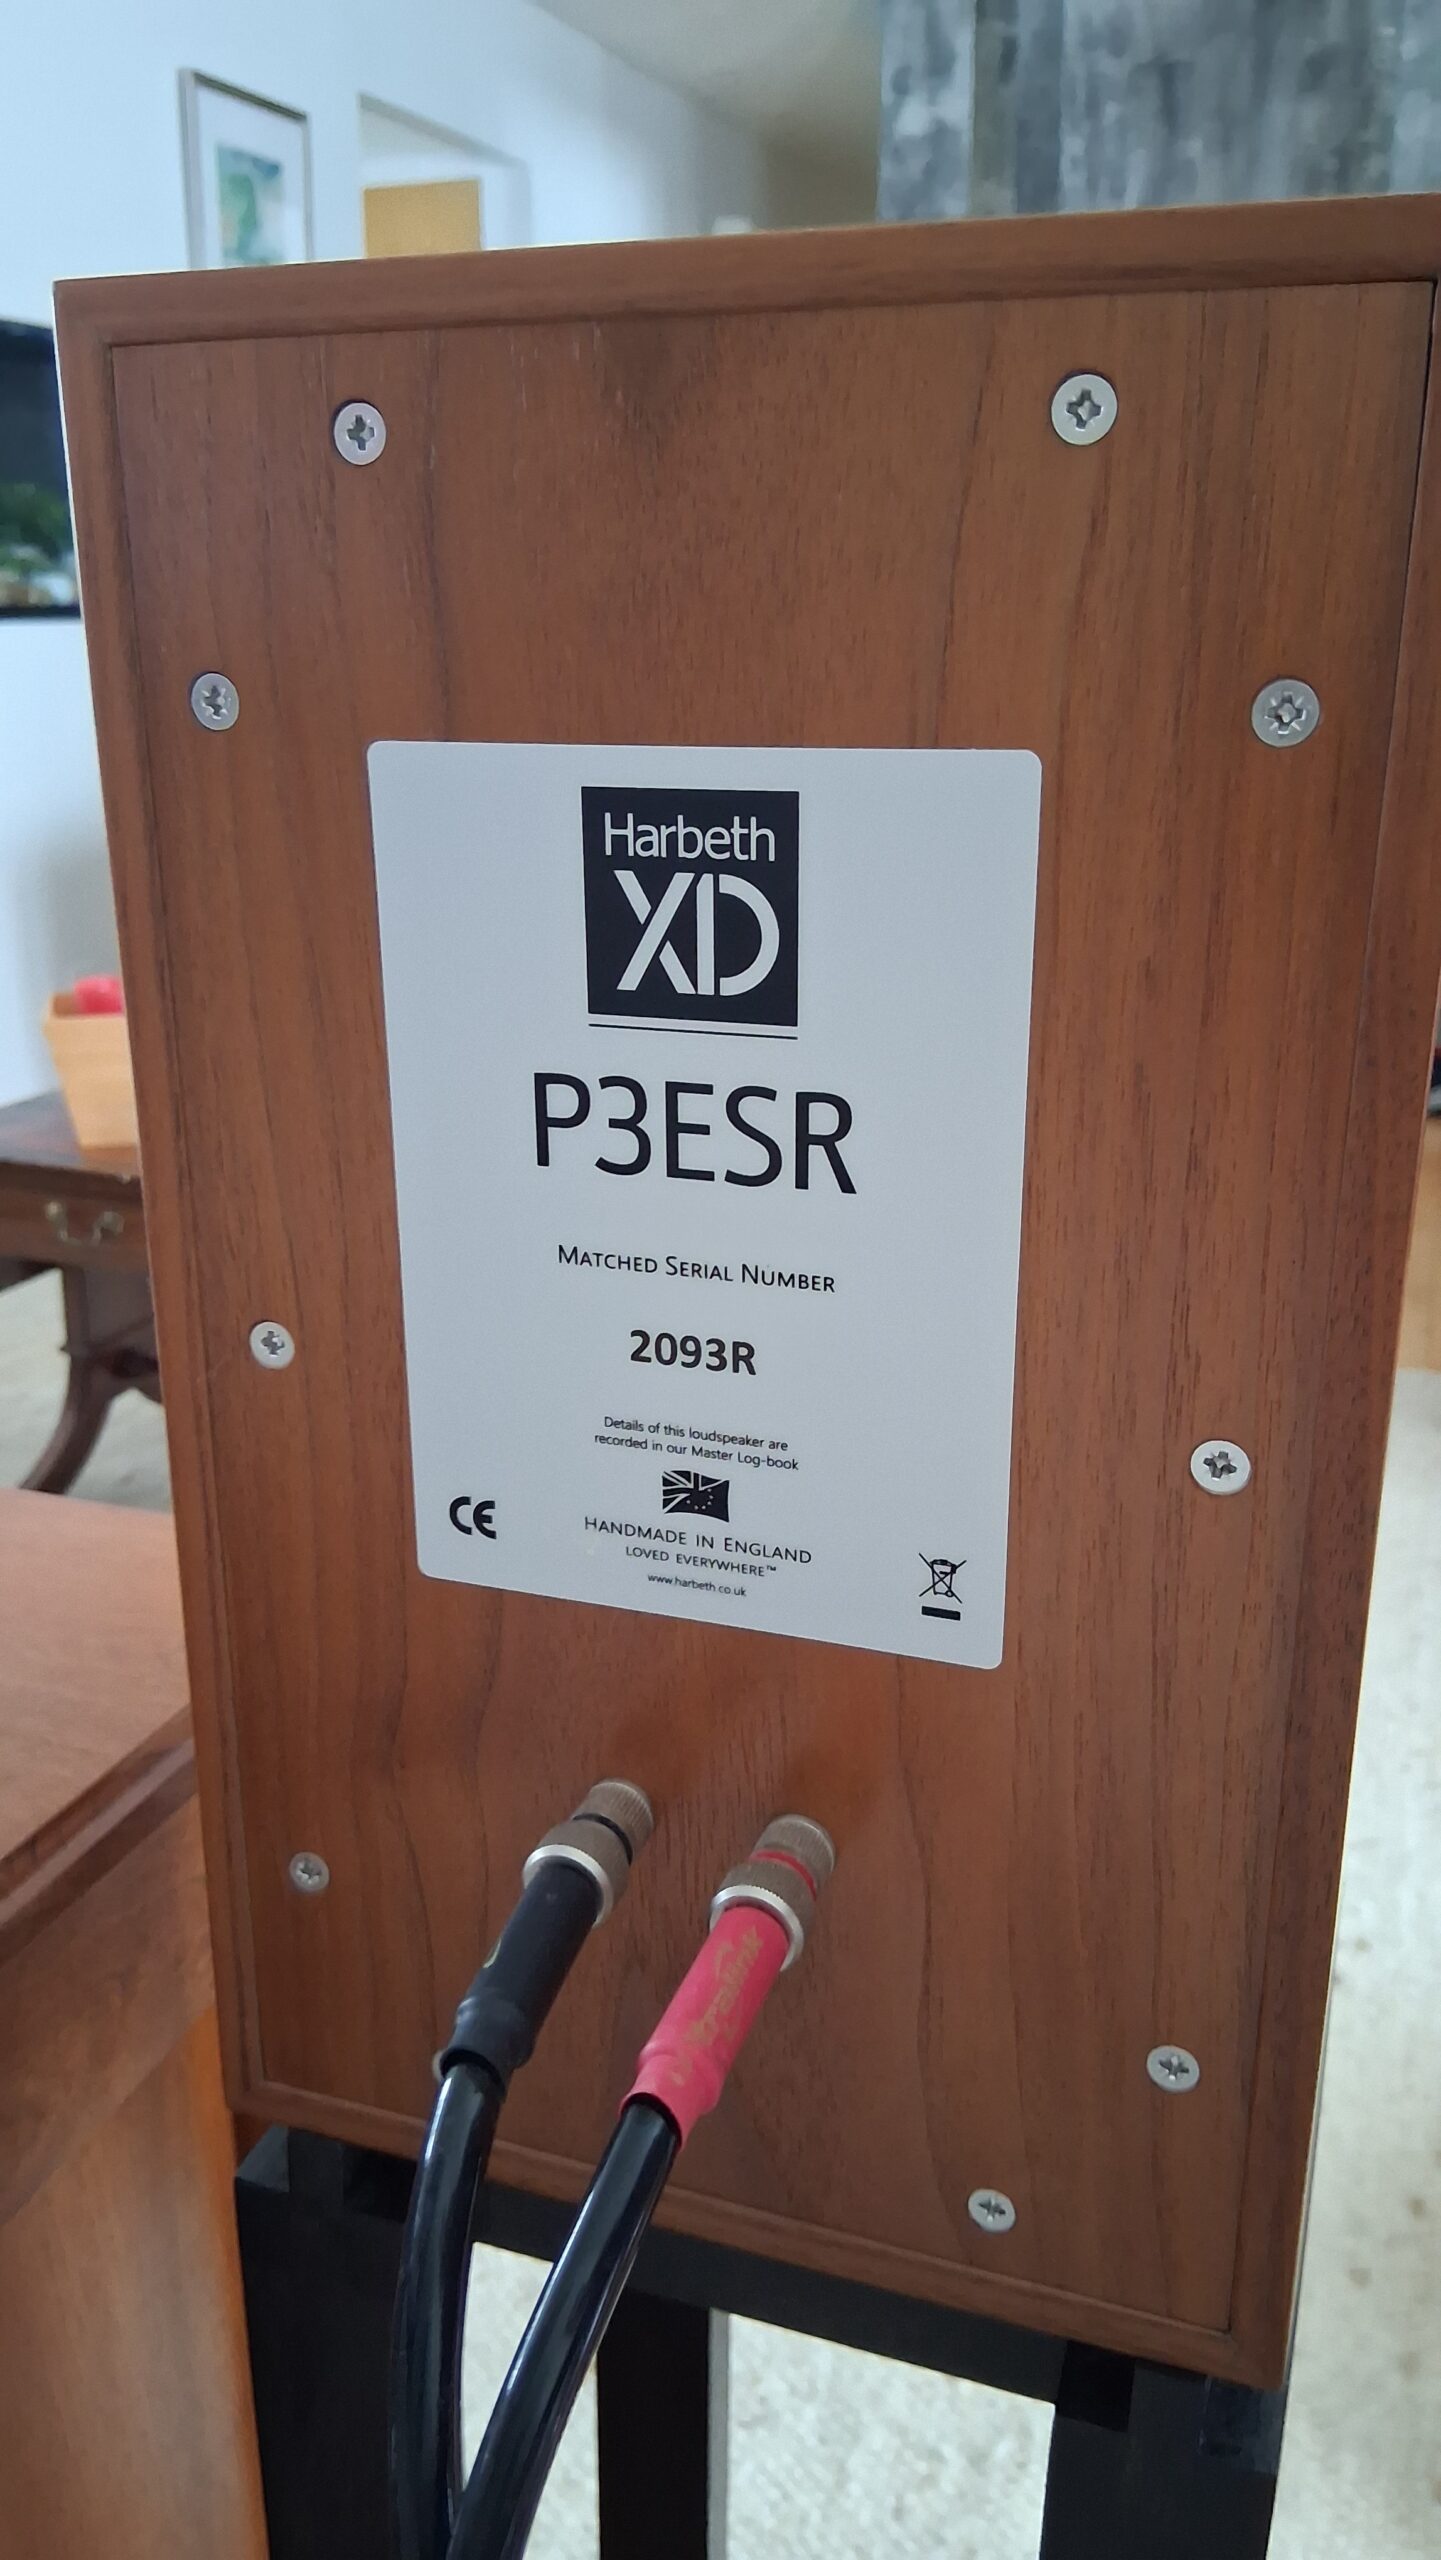 Harbeth
XD
P3ESR
MATCHED SERIAL NUMBER
2093R
Details of this loudspeaker are
recorded in our Master Log-book
CE
HANDMADE IN ENGLAND
LOVED EVERYWHERE™
www.harbeth.co.uk